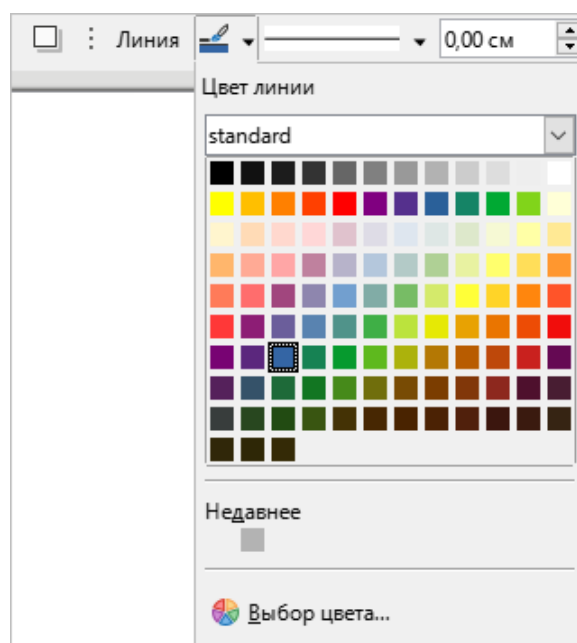 Линия 0,00 см
Цвет линии
standard
Недавнее
Выбор цвета...